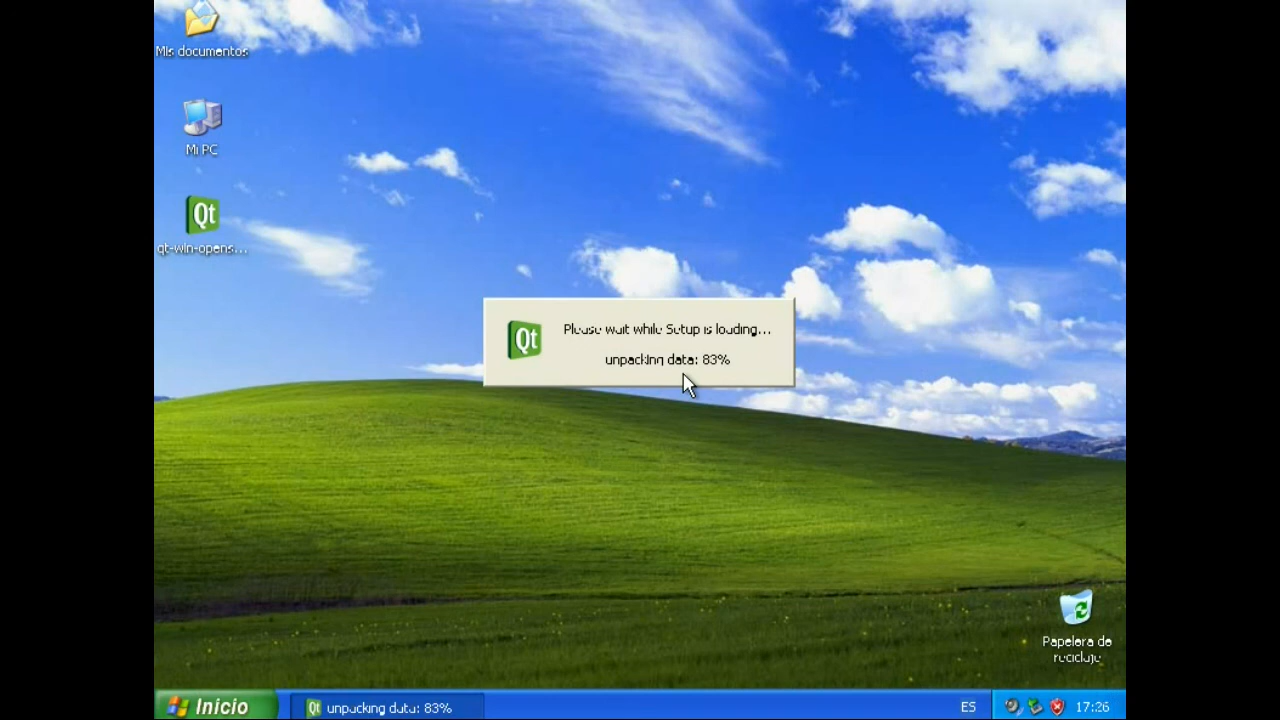 Mis documentos
Mi PC
Qt
qt-win-opens...
Qt
Please wait while Setup is loading...
unpacking data: 83%
Papelera de
reciclaje
Inicio
Qt
unpacking data: 83%
ES
17:26